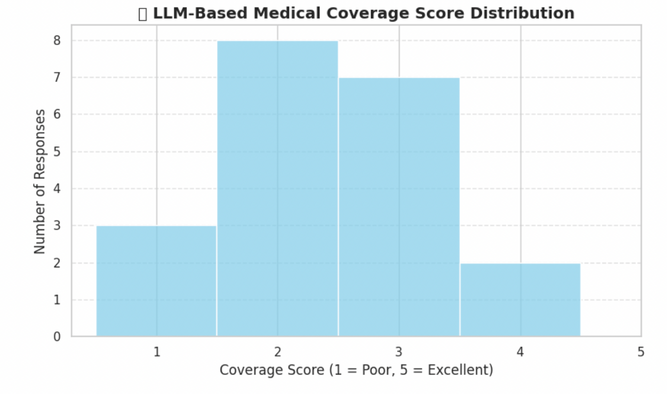 ▯ LLM-Based Medical Coverage Score Distribution
8
7
6
5
4
3
2
1
0
Number of Responses
1 2 3 4 5
Coverage Score (1 = Poor, 5 = Excellent)